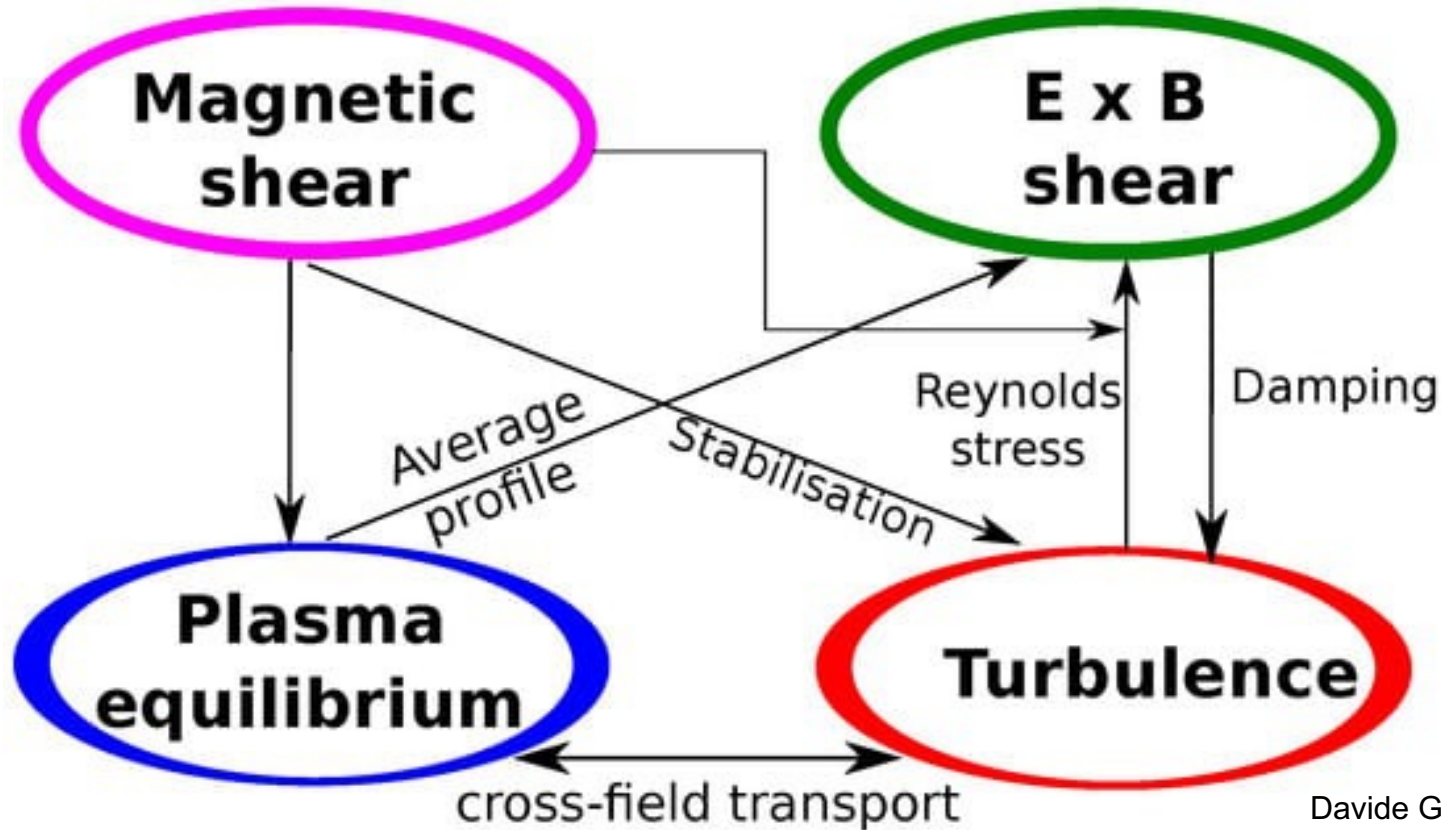 Magnetic
shear
E x B
shear
Average
profile
Stabilisation
Reynolds
stress
Damping
Plasma
equilibrium
Turbulence
cross-field transport
Davide G